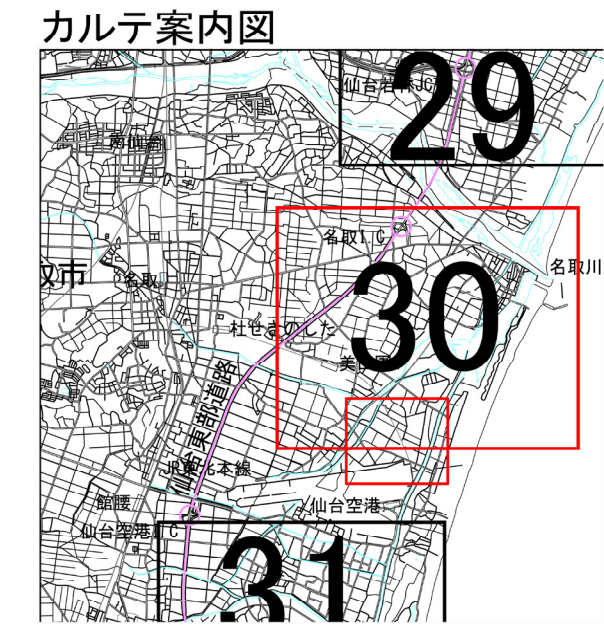 カルテ案内図
29
仙台若林JCT
南仙台
名取I.C
名取川
取市
名取
30
杜せきのした
美田園
仙台東部道路
JR東北本線
館腰
仙台空港
仙台空港I.C
31